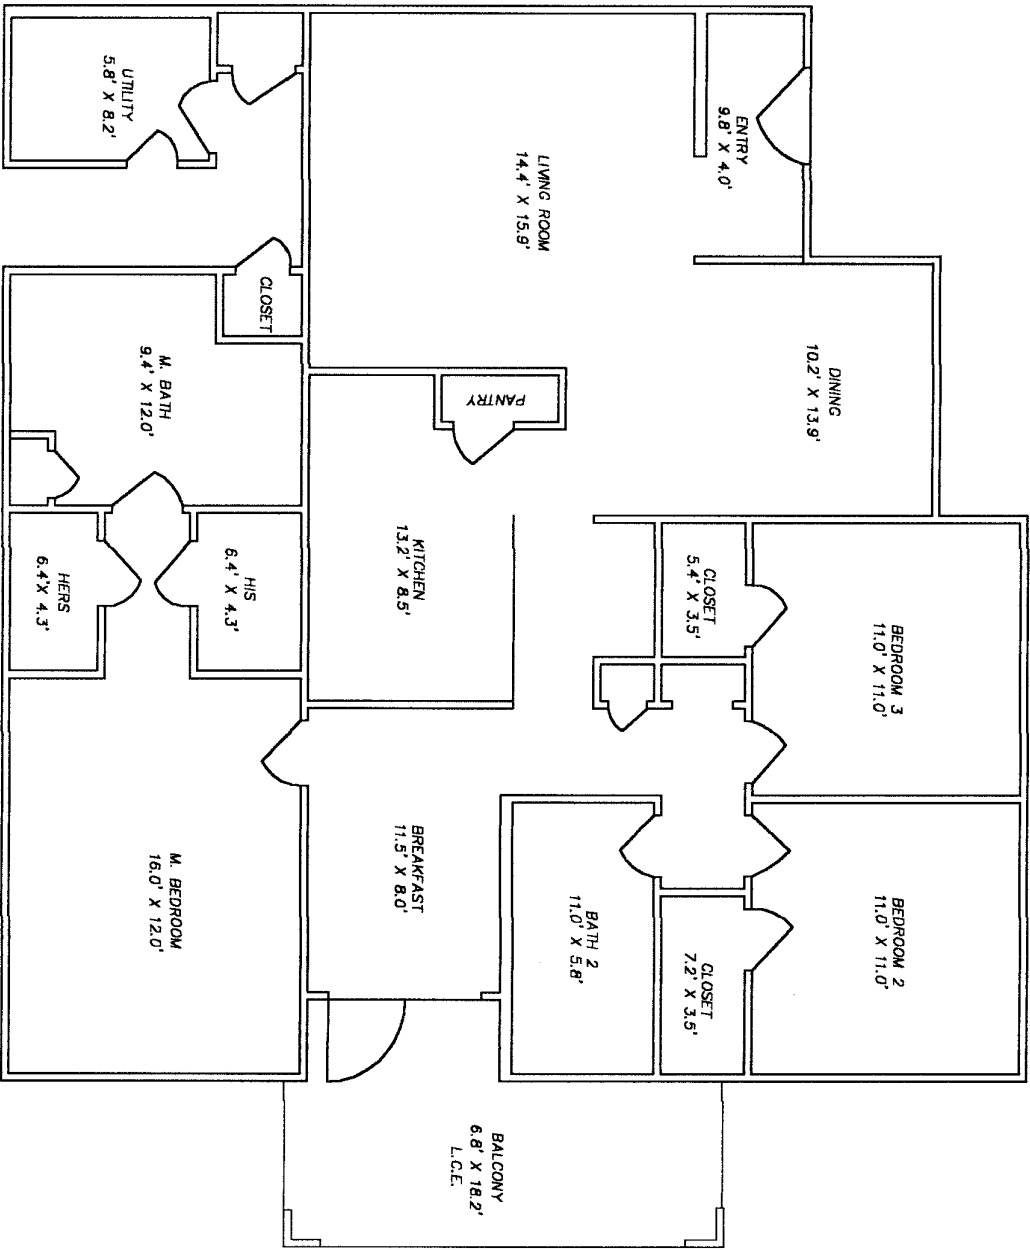 UTILITY
5.8' X 8.2'
ENTRY
9.8' X 4.0'
LIVING ROOM
14.4' X 15.9'
CLOSET
DINING
10.2' X 13.9'
M. BATH
9.4' X 12.0'
PANTRY
KITCHEN
13.2' X 8.5'
CLOSET
5.4' X 3.5'
HIS
6.4' X 4.3'
HERS
6.4'X 4.3'
BEDROOM 3
11.0' X 11.0'
BREAKFAST
11.5' X 8.0'
M. BEDROOM
16.0' X 12.0'
BATH 2
11.0' X 5.8'
CLOSET
7.2' X 3.5'
BEDROOM 2
11.0' X 11.0'
BALCONY
6.8' X 18.2'
L.C.E.